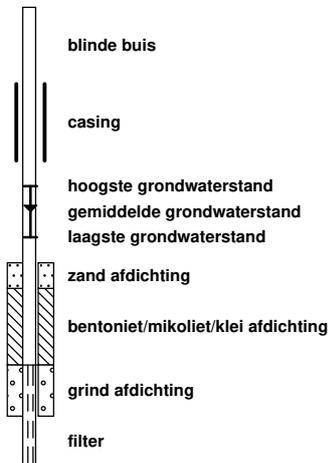 blinde buis
casing
hoogste grondwaterstand
gemiddelde grondwaterstand
laagste grondwaterstand
zand afdichting
bentoniet/mikoliet/klei afdichting
grind afdichting
filter